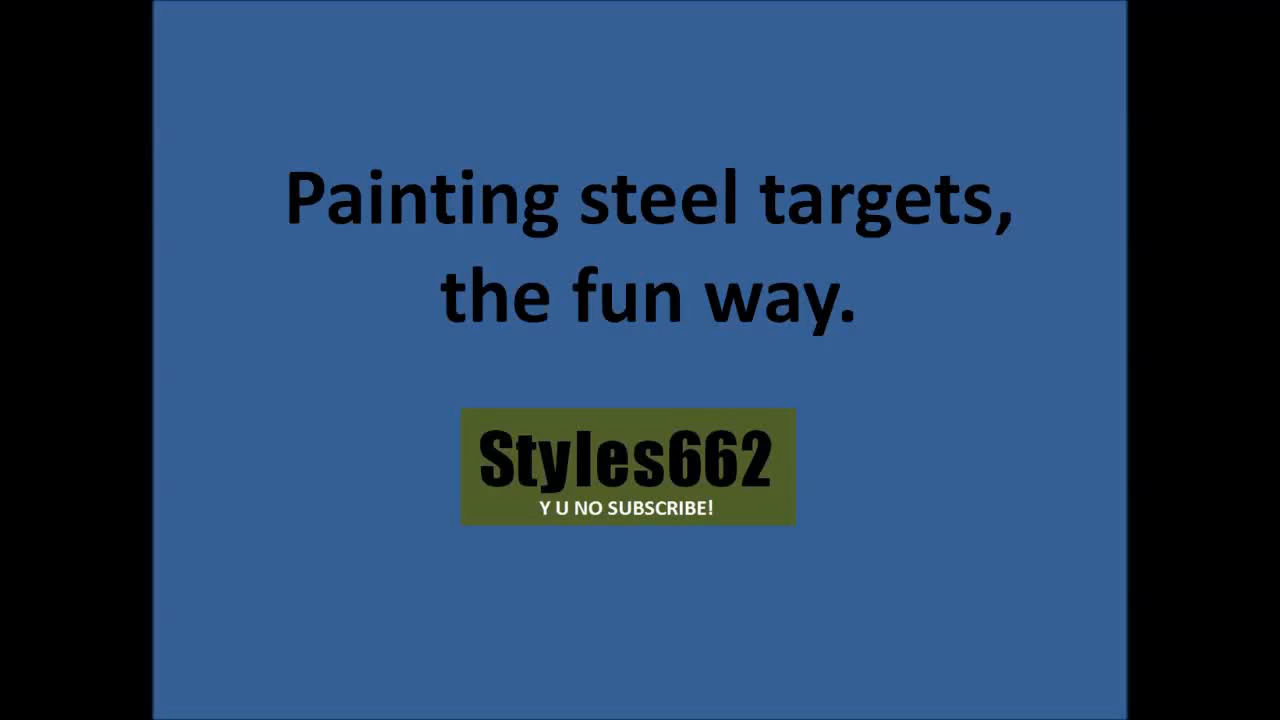 Painting steel targets,
the fun way.
Styles662
Y U NO SUBSCRIBE!